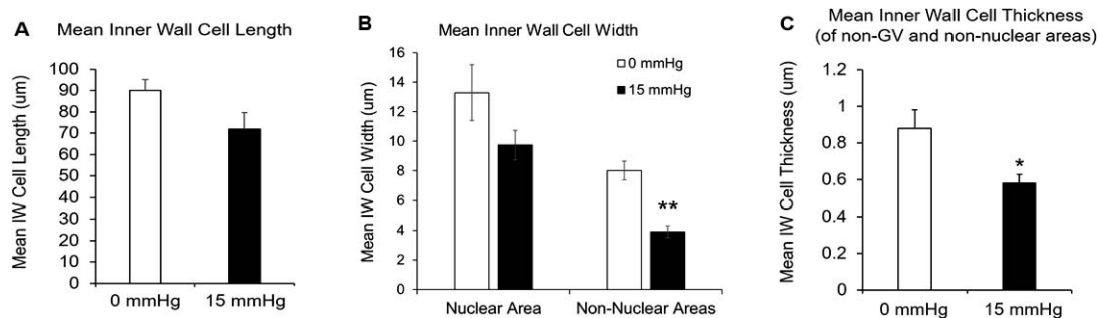 A
Mean Inner Wall Cell Length
Mean IW Cell Length (um)
100
90
80
70
60
50
40
30
20
10
0
0 mmHg
15 mmHg
B
Mean Inner Wall Cell Width
Mean IW Cell Width (um)
16
14
12
10
8
6
4
2
0
0 mmHg
15 mmHg
**
Nuclear Area
Non-Nuclear Areas
C
Mean Inner Wall Cell Thickness
(of non-GV and non-nuclear areas)
Mean IW Cell Thickness (um)
1.2
1
0.8
0.6
0.4
0.2
0
*
0 mmHg
15 mmHg